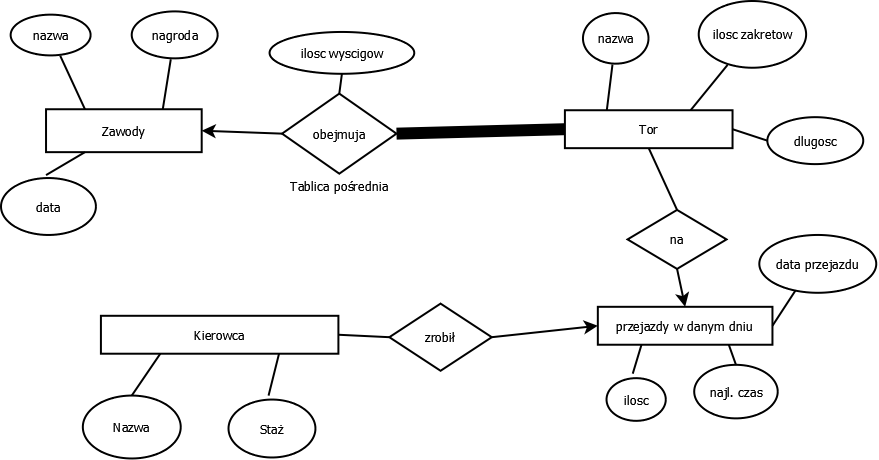 nazwa
nagroda
ilosc wyscigow
nazwa
ilosc zakretow
Zawody
obejmuja
Tor
dlugosc
Tablica pośrednia
data
na
data przejazdu
Kierowca
zrobił
przejazdy w danym dniu
ilosc
najl. czas
Nazwa
Staż